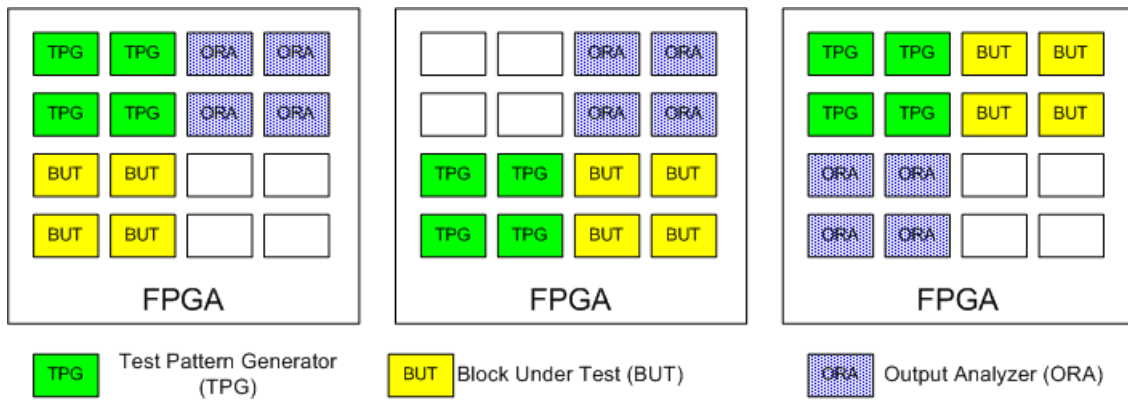 TPG TPG ORA ORA ORA ORA TPG TPG BUT BUT
TPG TPG ORA ORA ORA ORA TPG TPG BUT BUT
BUT BUT TPG TPG BUT BUT ORA ORA
BUT BUT TPG TPG BUT BUT ORA ORA
FPGA FPGA FPGA
TPG Test Pattern Generator
(TPG)
BUT Block Under Test (BUT)
ORA Output Analyzer (ORA)